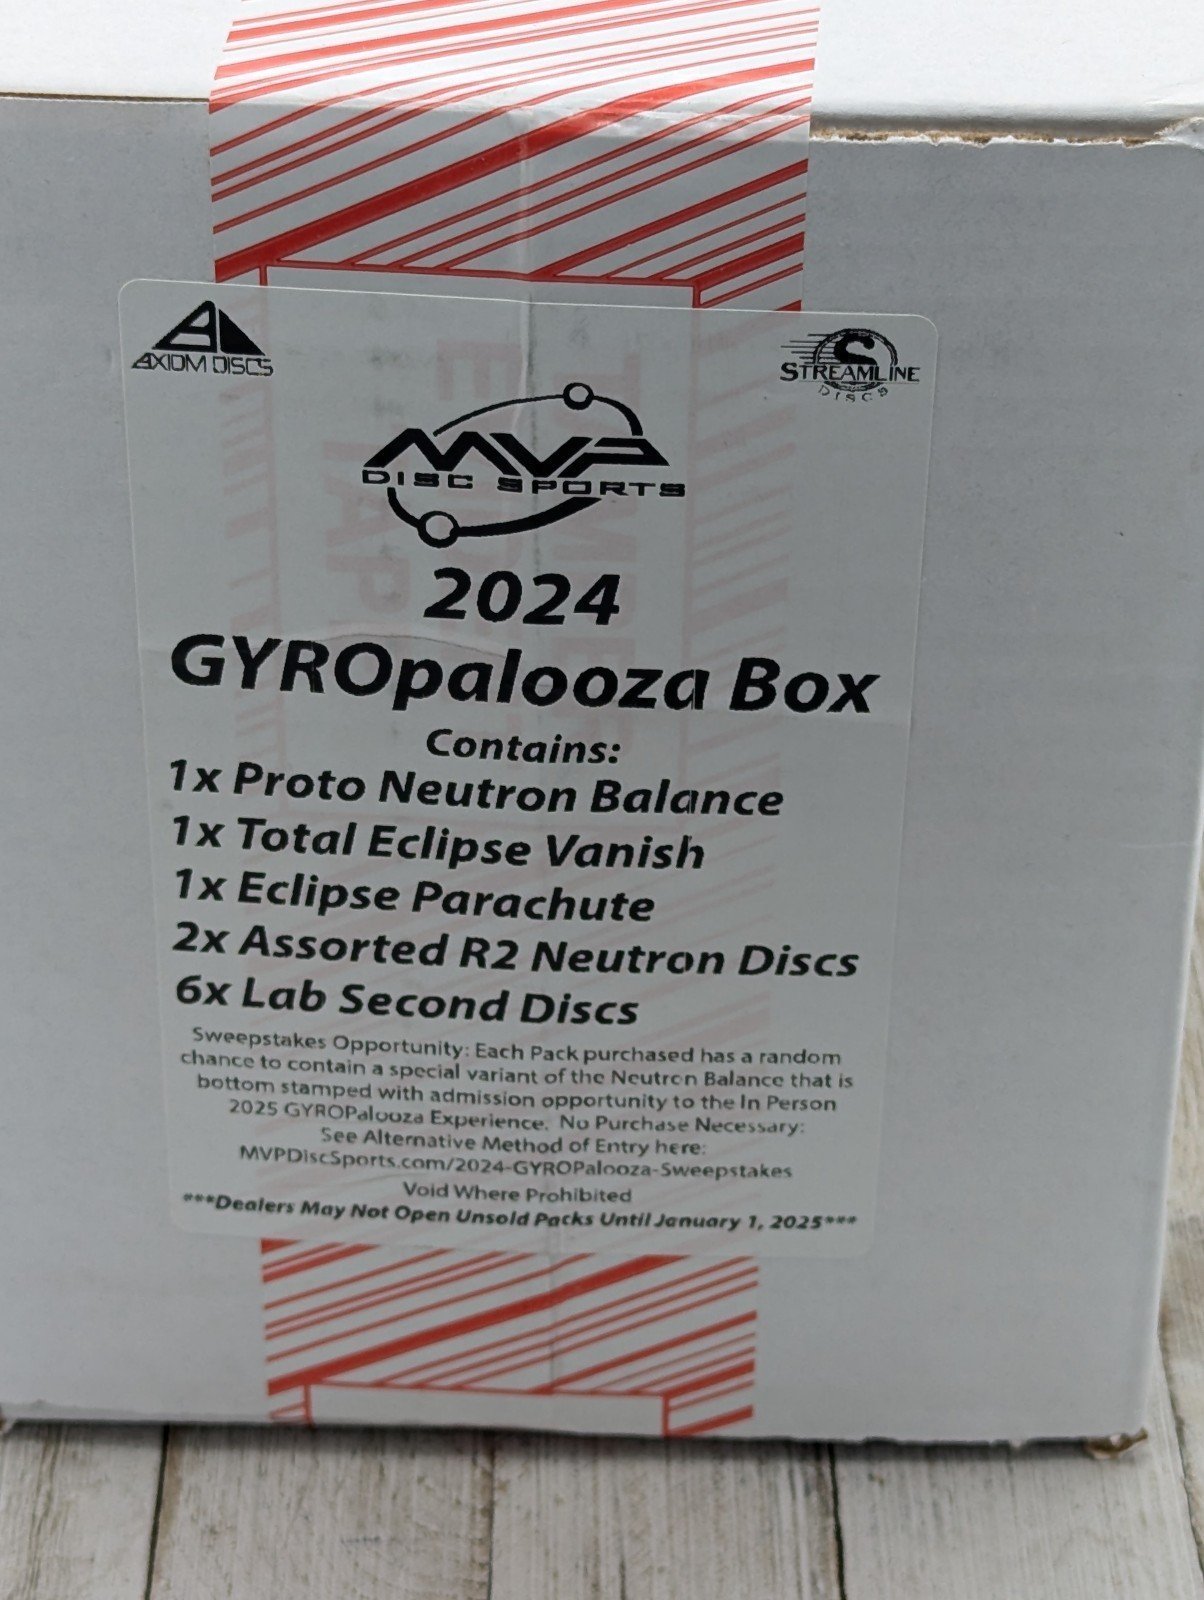 AXIOM DISCS
STREAMLINE
DISCS
MVP
DISC SPORTS
2024
GYROpalooza Box
Contains:
1x Proto Neutron Balance
1x Total Eclipse Vanish
1x Eclipse Parachute
2x Assorted R2 Neutron Discs
6x Lab Second Discs
Sweepstakes Opportunity: Each Pack purchased has a random
chance to contain a special variant of the Neutron Balance that is
bottom stamped with admission opportunity to the In Person
2025 GYROPalooza Experience. No Purchase Necessary:
See Alternative Method of Entry here:
MVPDiscSports.com/2024-GYROPalooza-Sweepstakes
Void Where Prohibited
***Dealers May Not Open Unsold Packs Until January 1, 2025***